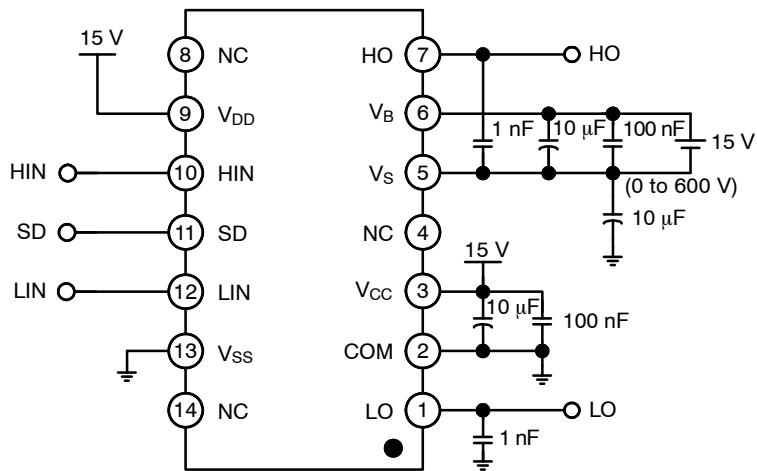 15 V
8 NC HO 7 HO
9 VDD VB 6 1 nF 10 μF 100 nF 15 V
HIN 10 HIN VS 5 (0 to 600 V)
SD 11 SD NC 4 10 μF
15 V
LIN 12 LIN VCC 3 10 μF 100 nF
13 VSS COM 2
14 NC LO 1 LO
1 nF